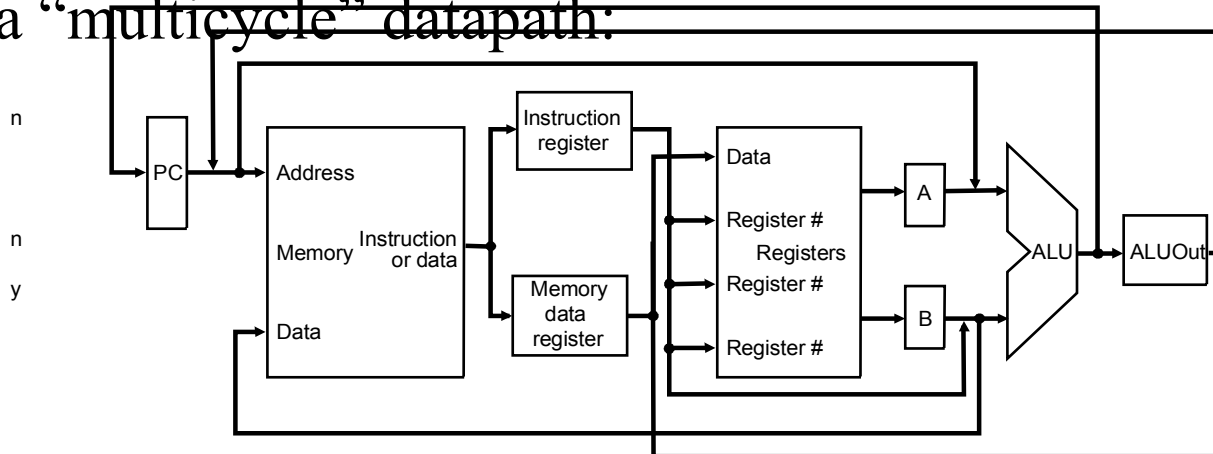 a “multicycle” datapath:
n
n
y
PC
Address
Memory
Instruction
or data
Data
Instruction
register
Memory
data
register
Data
Register #
Registers
Register #
Register #
A
B
ALU
ALUOut